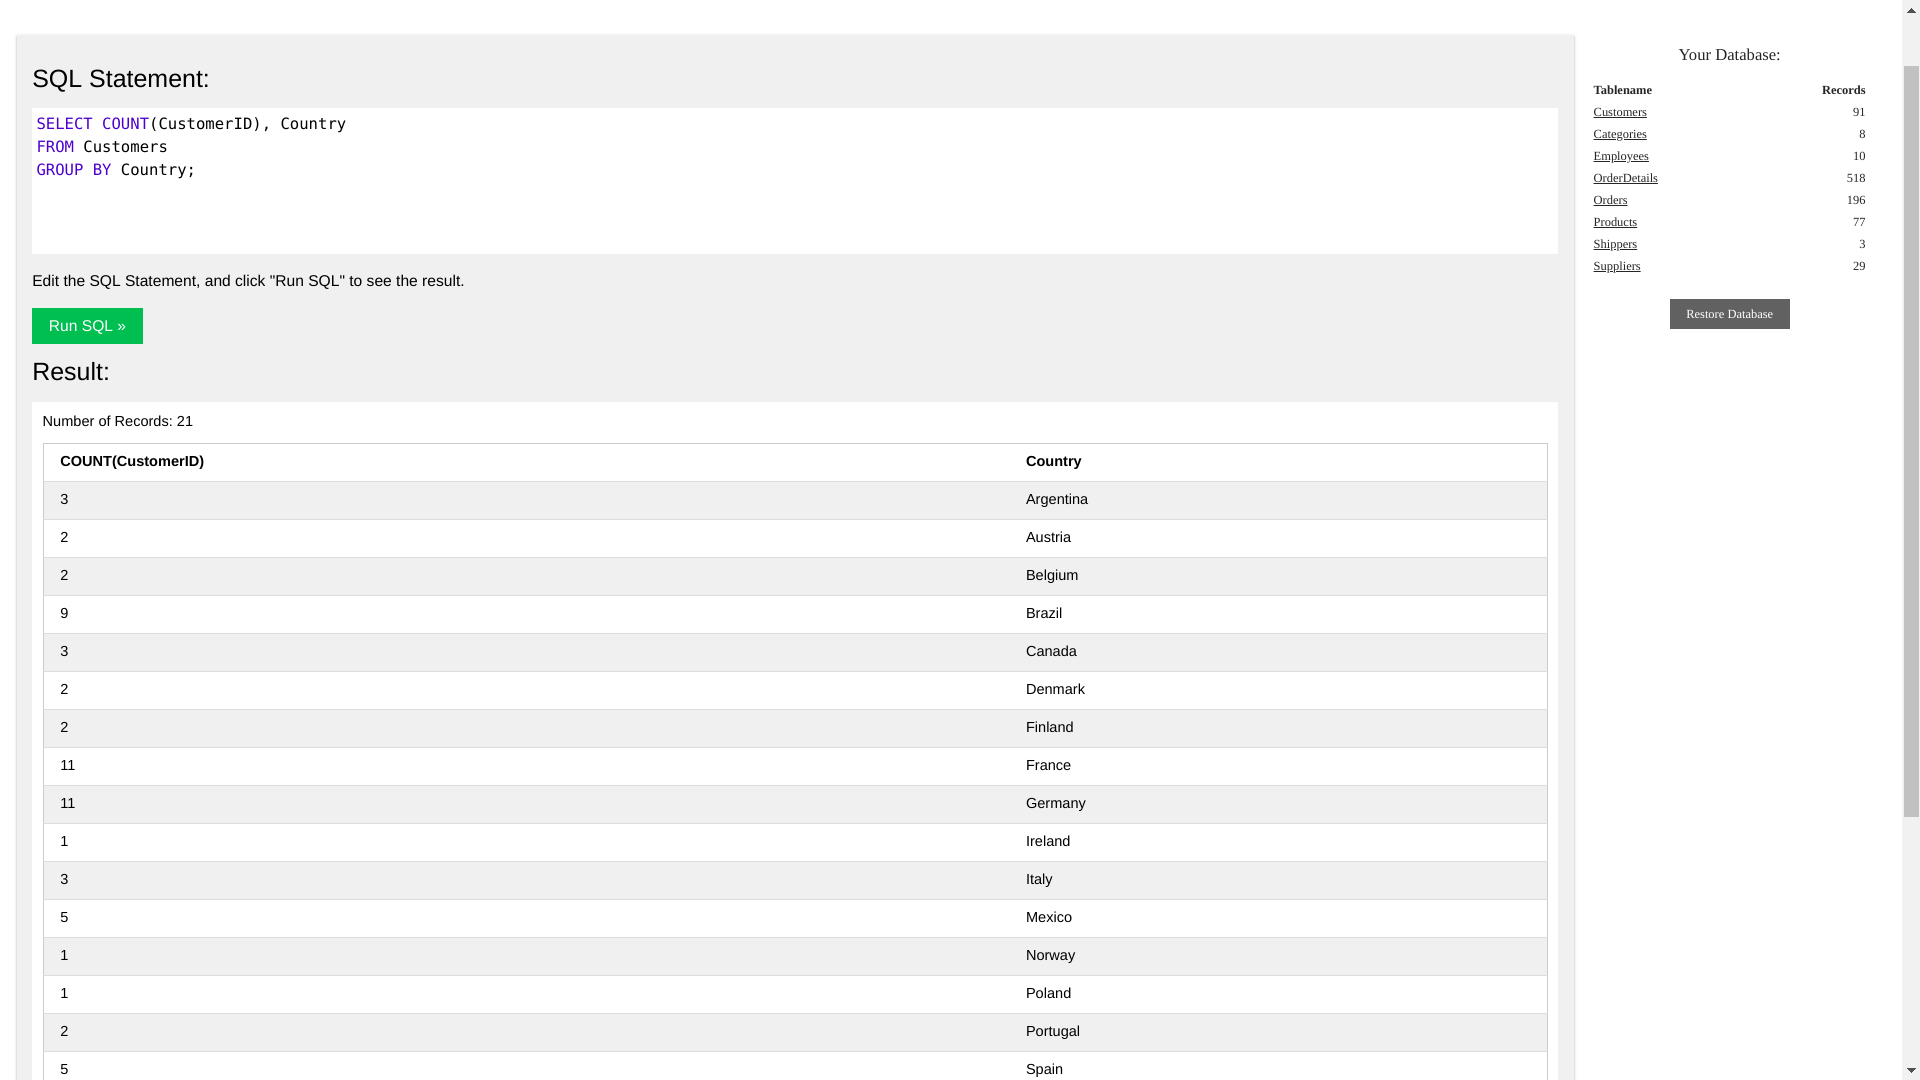 SQL Statement:
SELECT COUNT(CustomerID), Country
FROM Customers
GROUP BY Country;
Edit the SQL Statement, and click "Run SQL" to see the result.
Run SQL »
Result:
Number of Records: 21
COUNT(CustomerID) Country
3 Argentina
2 Austria
2 Belgium
9 Brazil
3 Canada
2 Denmark
2 Finland
11 France
11 Germany
1 Ireland
3 Italy
5 Mexico
1 Norway
1 Poland
2 Portugal
5 Spain
Your Database:
Tablename Records
Customers 91
Categories 8
Employees 10
OrderDetails 518
Orders 196
Products 77
Shippers 3
Suppliers 29
Restore Database